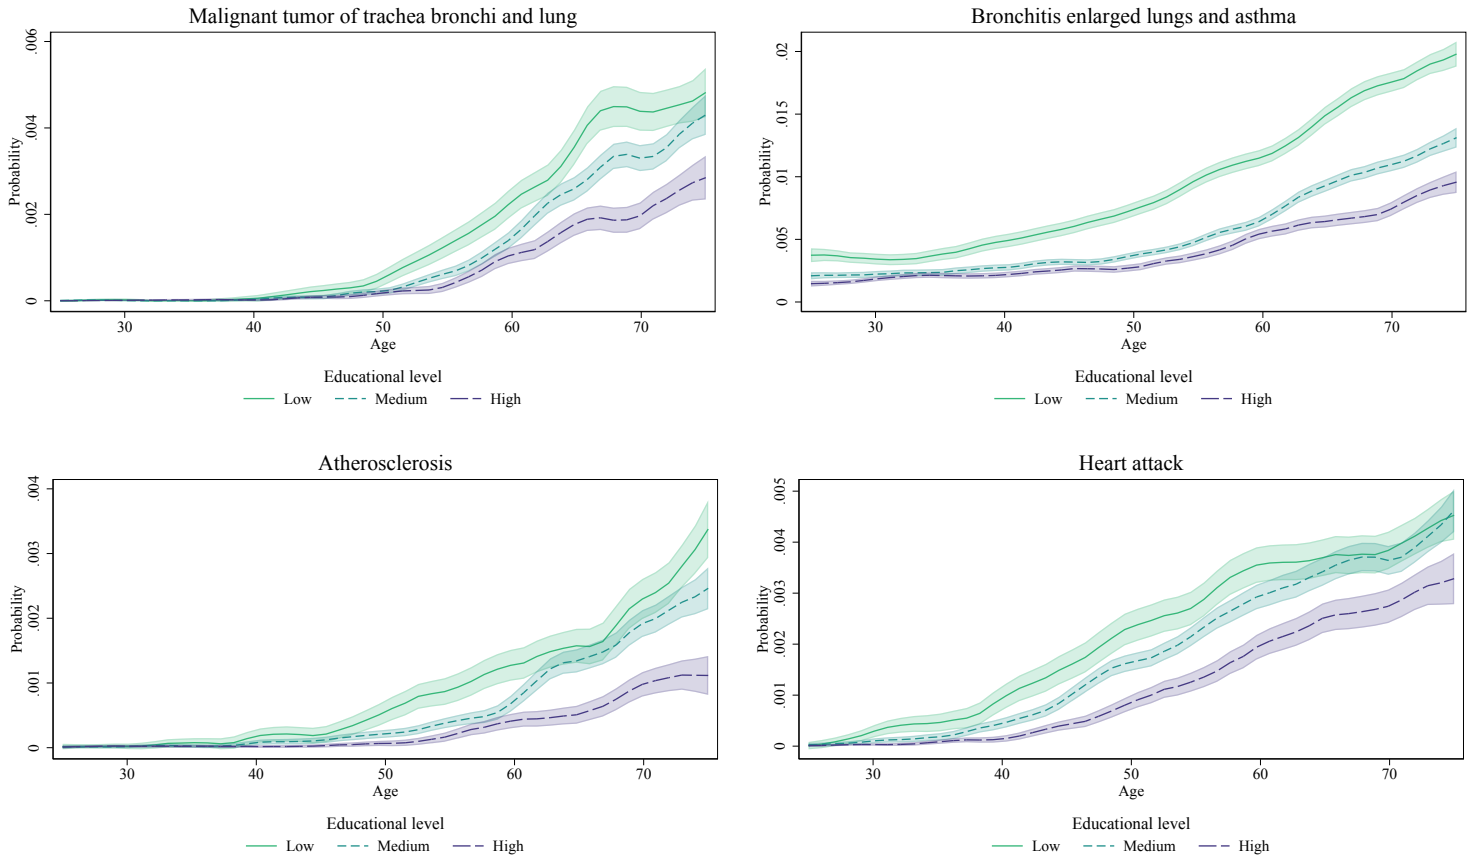 Malignant tumor of trachea bronchi and lung
Probability
.006
.004
.002
0
30 40 50 60 70
Age
Educational level
Low Medium High
Bronchitis enlarged lungs and asthma
Probability
.02
.015
.01
.005
0
30 40 50 60 70
Age
Educational level
Low Medium High
Atherosclerosis
Probability
.004
.003
.002
.001
0
30 40 50 60 70
Age
Educational level
Low Medium High
Heart attack
Probability
.005
.004
.003
.002
.001
0
30 40 50 60 70
Age
Educational level
Low Medium High